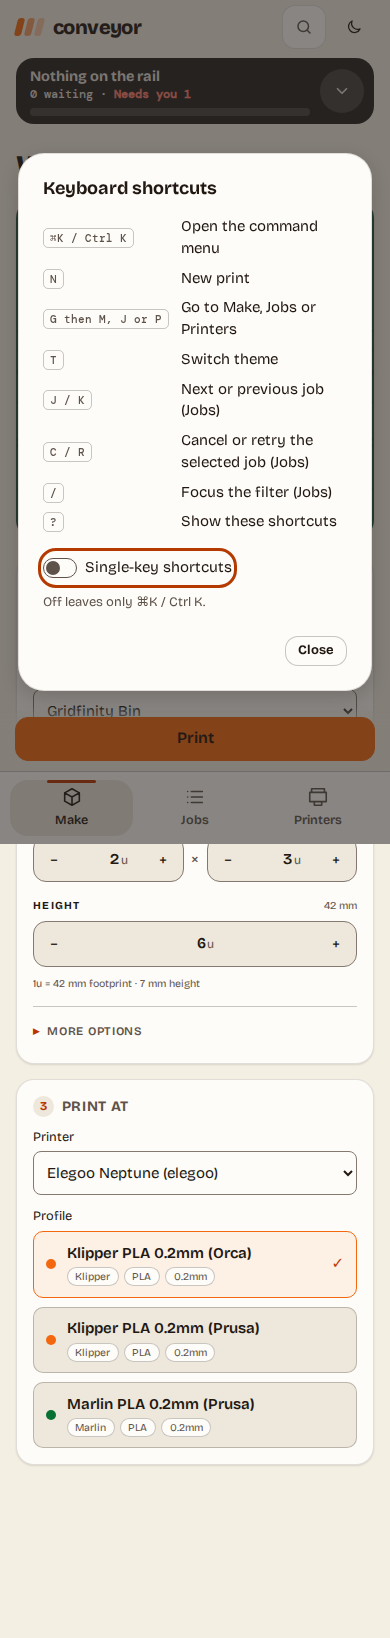 conveyor
Nothing on the rail
0 waiting · Needs you 1
Keyboard shortcuts
⌘K / Ctrl K Open the command
menu
N New print
G then M, J or P Go to Make, Jobs or
Printers
T Switch theme
J / K Next or previous job
(Jobs)
C / R Cancel or retry the
selected job (Jobs)
/ Focus the filter (Jobs)
? Show these shortcuts
Single-key shortcuts
Off leaves only ⌘K / Ctrl K.
Close
Gridfinity Bin
Print
Make Jobs Printers
− 2 u + × − 3 u +
HEIGHT 42 mm
− 6 u +
1u = 42 mm footprint · 7 mm height
▸ MORE OPTIONS
3 PRINT AT
Printer
Elegoo Neptune (elegoo)
Profile
Klipper PLA 0.2mm (Orca) ✓
Klipper PLA 0.2mm
Klipper PLA 0.2mm (Prusa)
Klipper PLA 0.2mm
Marlin PLA 0.2mm (Prusa)
Marlin PLA 0.2mm